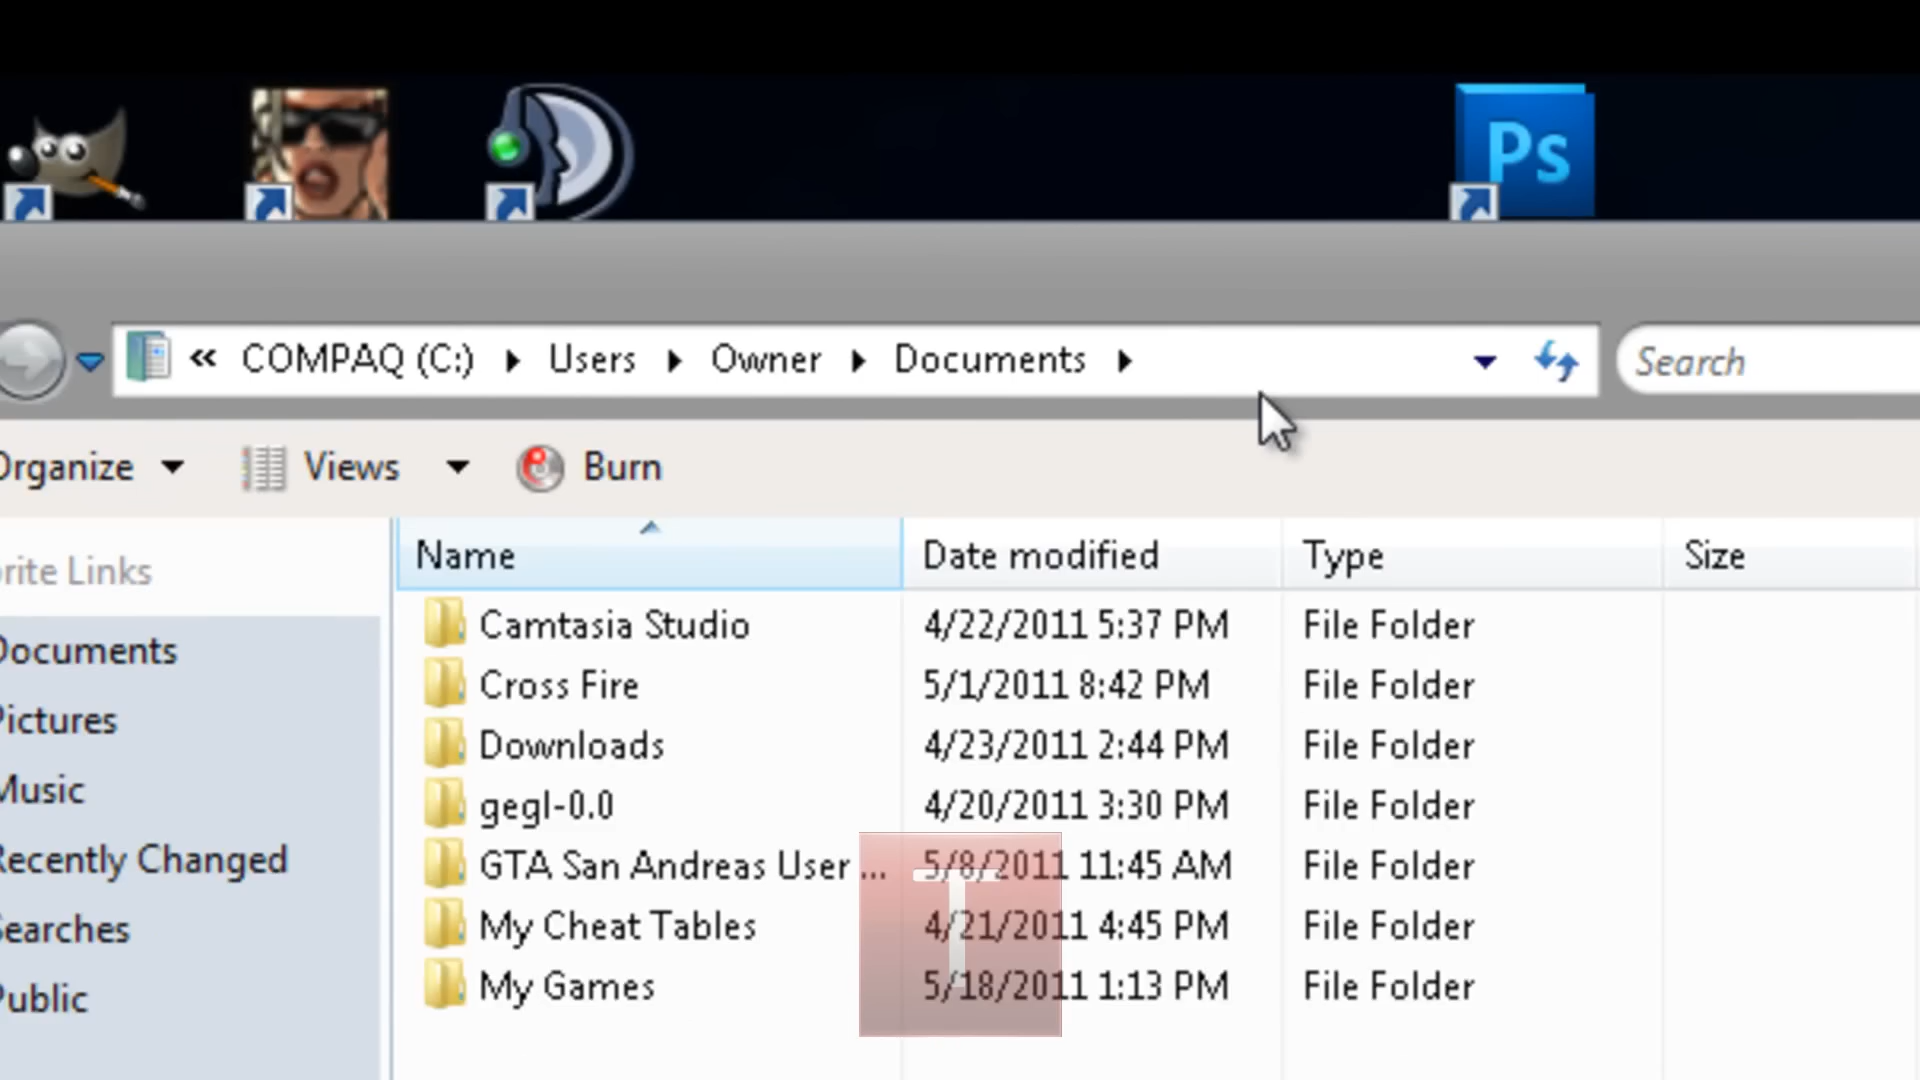 Ps
« COMPAQ (C:) Users Owner Documents
Search
Organize Views Burn
Name Date modified Type Size
rite Links
Documents
Pictures
Music
Recently Changed
Searches
Public
Camtasia Studio 4/22/2011 5:37 PM File Folder
Cross Fire 5/1/2011 8:42 PM File Folder
Downloads 4/23/2011 2:44 PM File Folder
gegl-0.0 4/20/2011 3:30 PM File Folder
GTA San Andreas User ... 5/8/2011 11:45 AM File Folder
My Cheat Tables 4/21/2011 4:45 PM File Folder
My Games 5/18/2011 1:13 PM File Folder
T